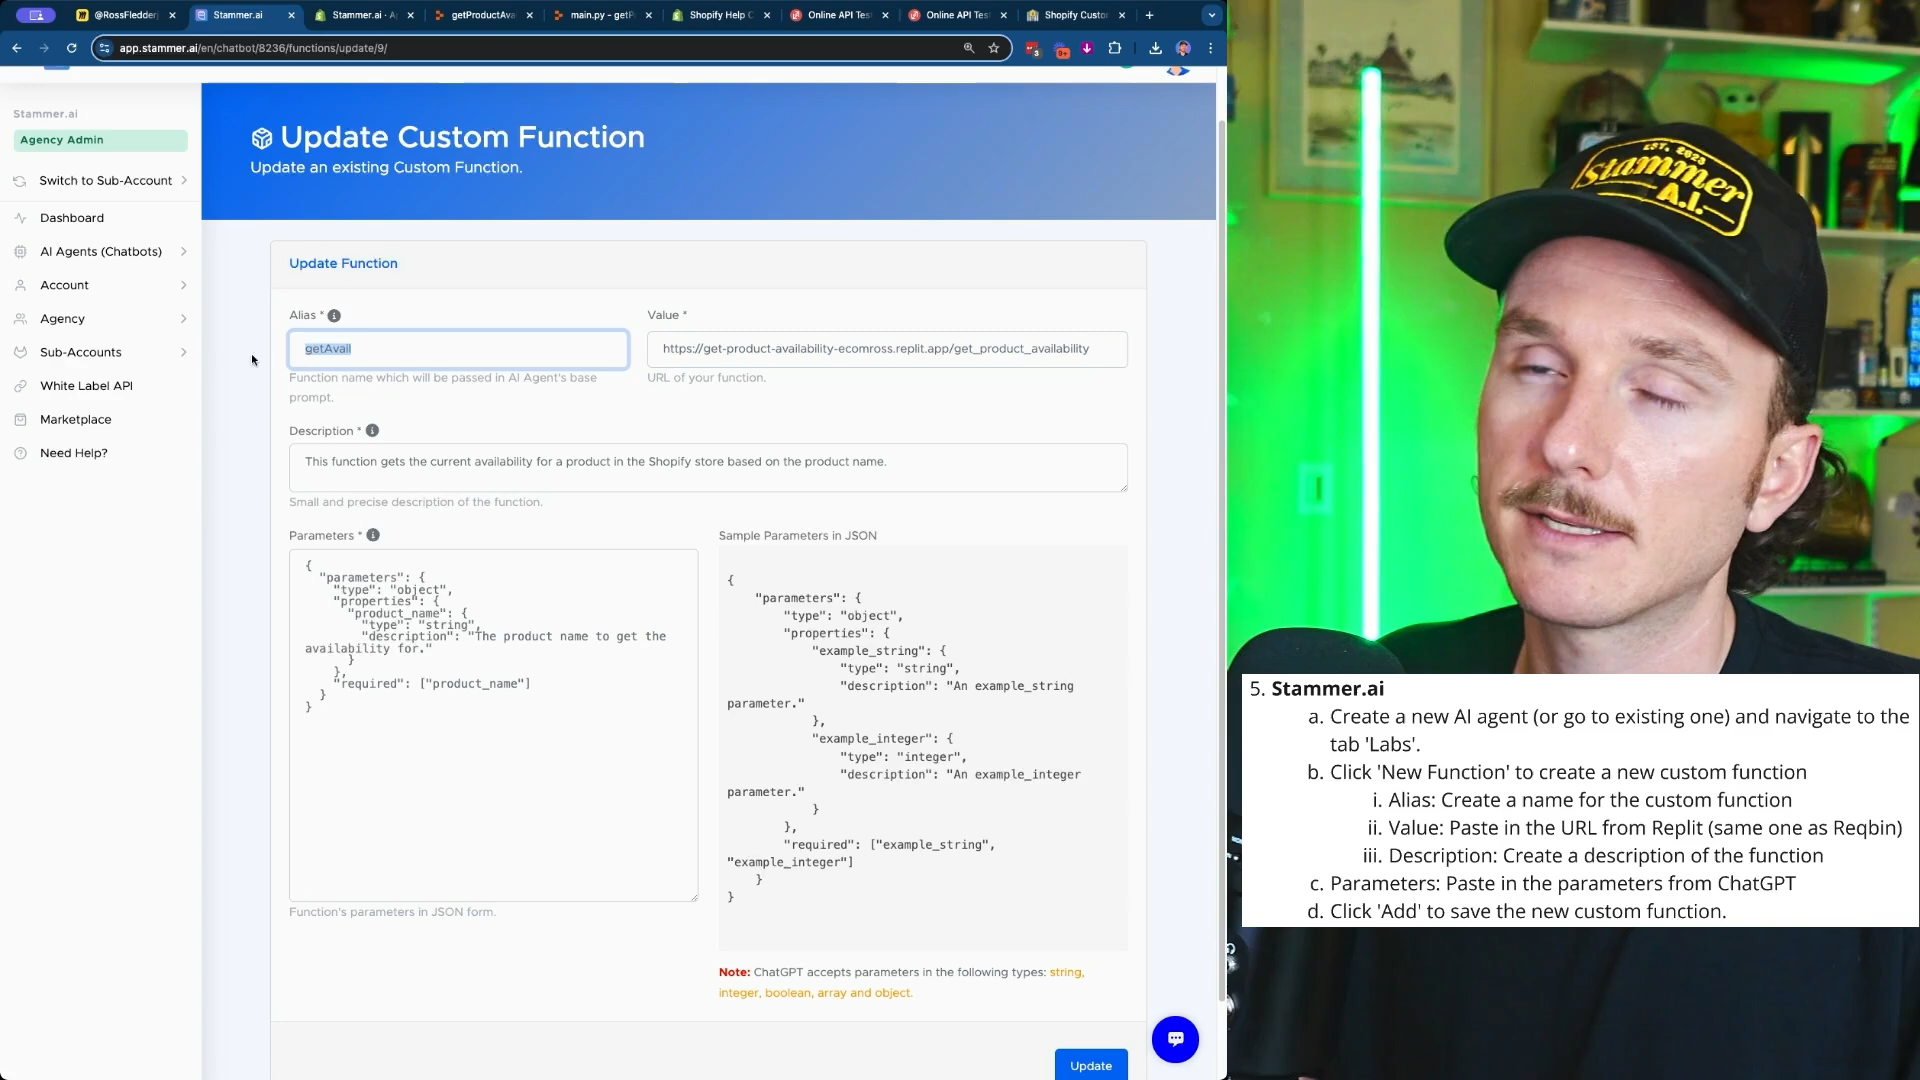 @RossFledderj
Stammer.ai
Stammer.ai - A
getProductAva
main.py - getP
Shopify Help C
Online API Tes
Online API Tes
Shopify Custo
app.stammer.ai/en/chatbot/8236/functions/update/9/
3
9+
Stammer.ai
Agency Admin
Switch to Sub-Account
Dashboard
AI Agents (Chatbots)
Account
Agency
Sub-Accounts
White Label API
Marketplace
Need Help?
Update Custom Function
Update an existing Custom Function.
Update Function
Alias *
getAvail
Function name which will be passed in AI Agent's base
prompt.
Value *
https://get-product-availability-ecomross.replit.app/get_product_availability
URL of your function.
Description *
This function gets the current availability for a product in the Shopify store based on the product name.
Small and precise description of the function.
Parameters *
{
"parameters": {
"type": "object",
"properties": {
"product_name": {
"type": "string",
"description": "The product name to get the
availability for."
}
},
"required": ["product_name"]
}
}
Function's parameters in JSON form.
Sample Parameters in JSON
{
"parameters": {
"type": "object",
"properties": {
"example_string": {
"type": "string",
"description": "An example_string
parameter."
},
"example_integer": {
"type": "integer",
"description": "An example_integer
parameter."
}
},
"required": ["example_string",
"example_integer"]
}
}
Note: ChatGPT accepts parameters in the following types: string,
integer, boolean, array and object.
Update
EST. 2023
Stammer
A.I.
5. Stammer.ai
a. Create a new AI agent (or go to existing one) and navigate to the
tab 'Labs'.
b. Click 'New Function' to create a new custom function
i. Alias: Create a name for the custom function
ii. Value: Paste in the URL from Replit (same one as Reqbin)
iii. Description: Create a description of the function
c. Parameters: Paste in the parameters from ChatGPT
d. Click 'Add' to save the new custom function.